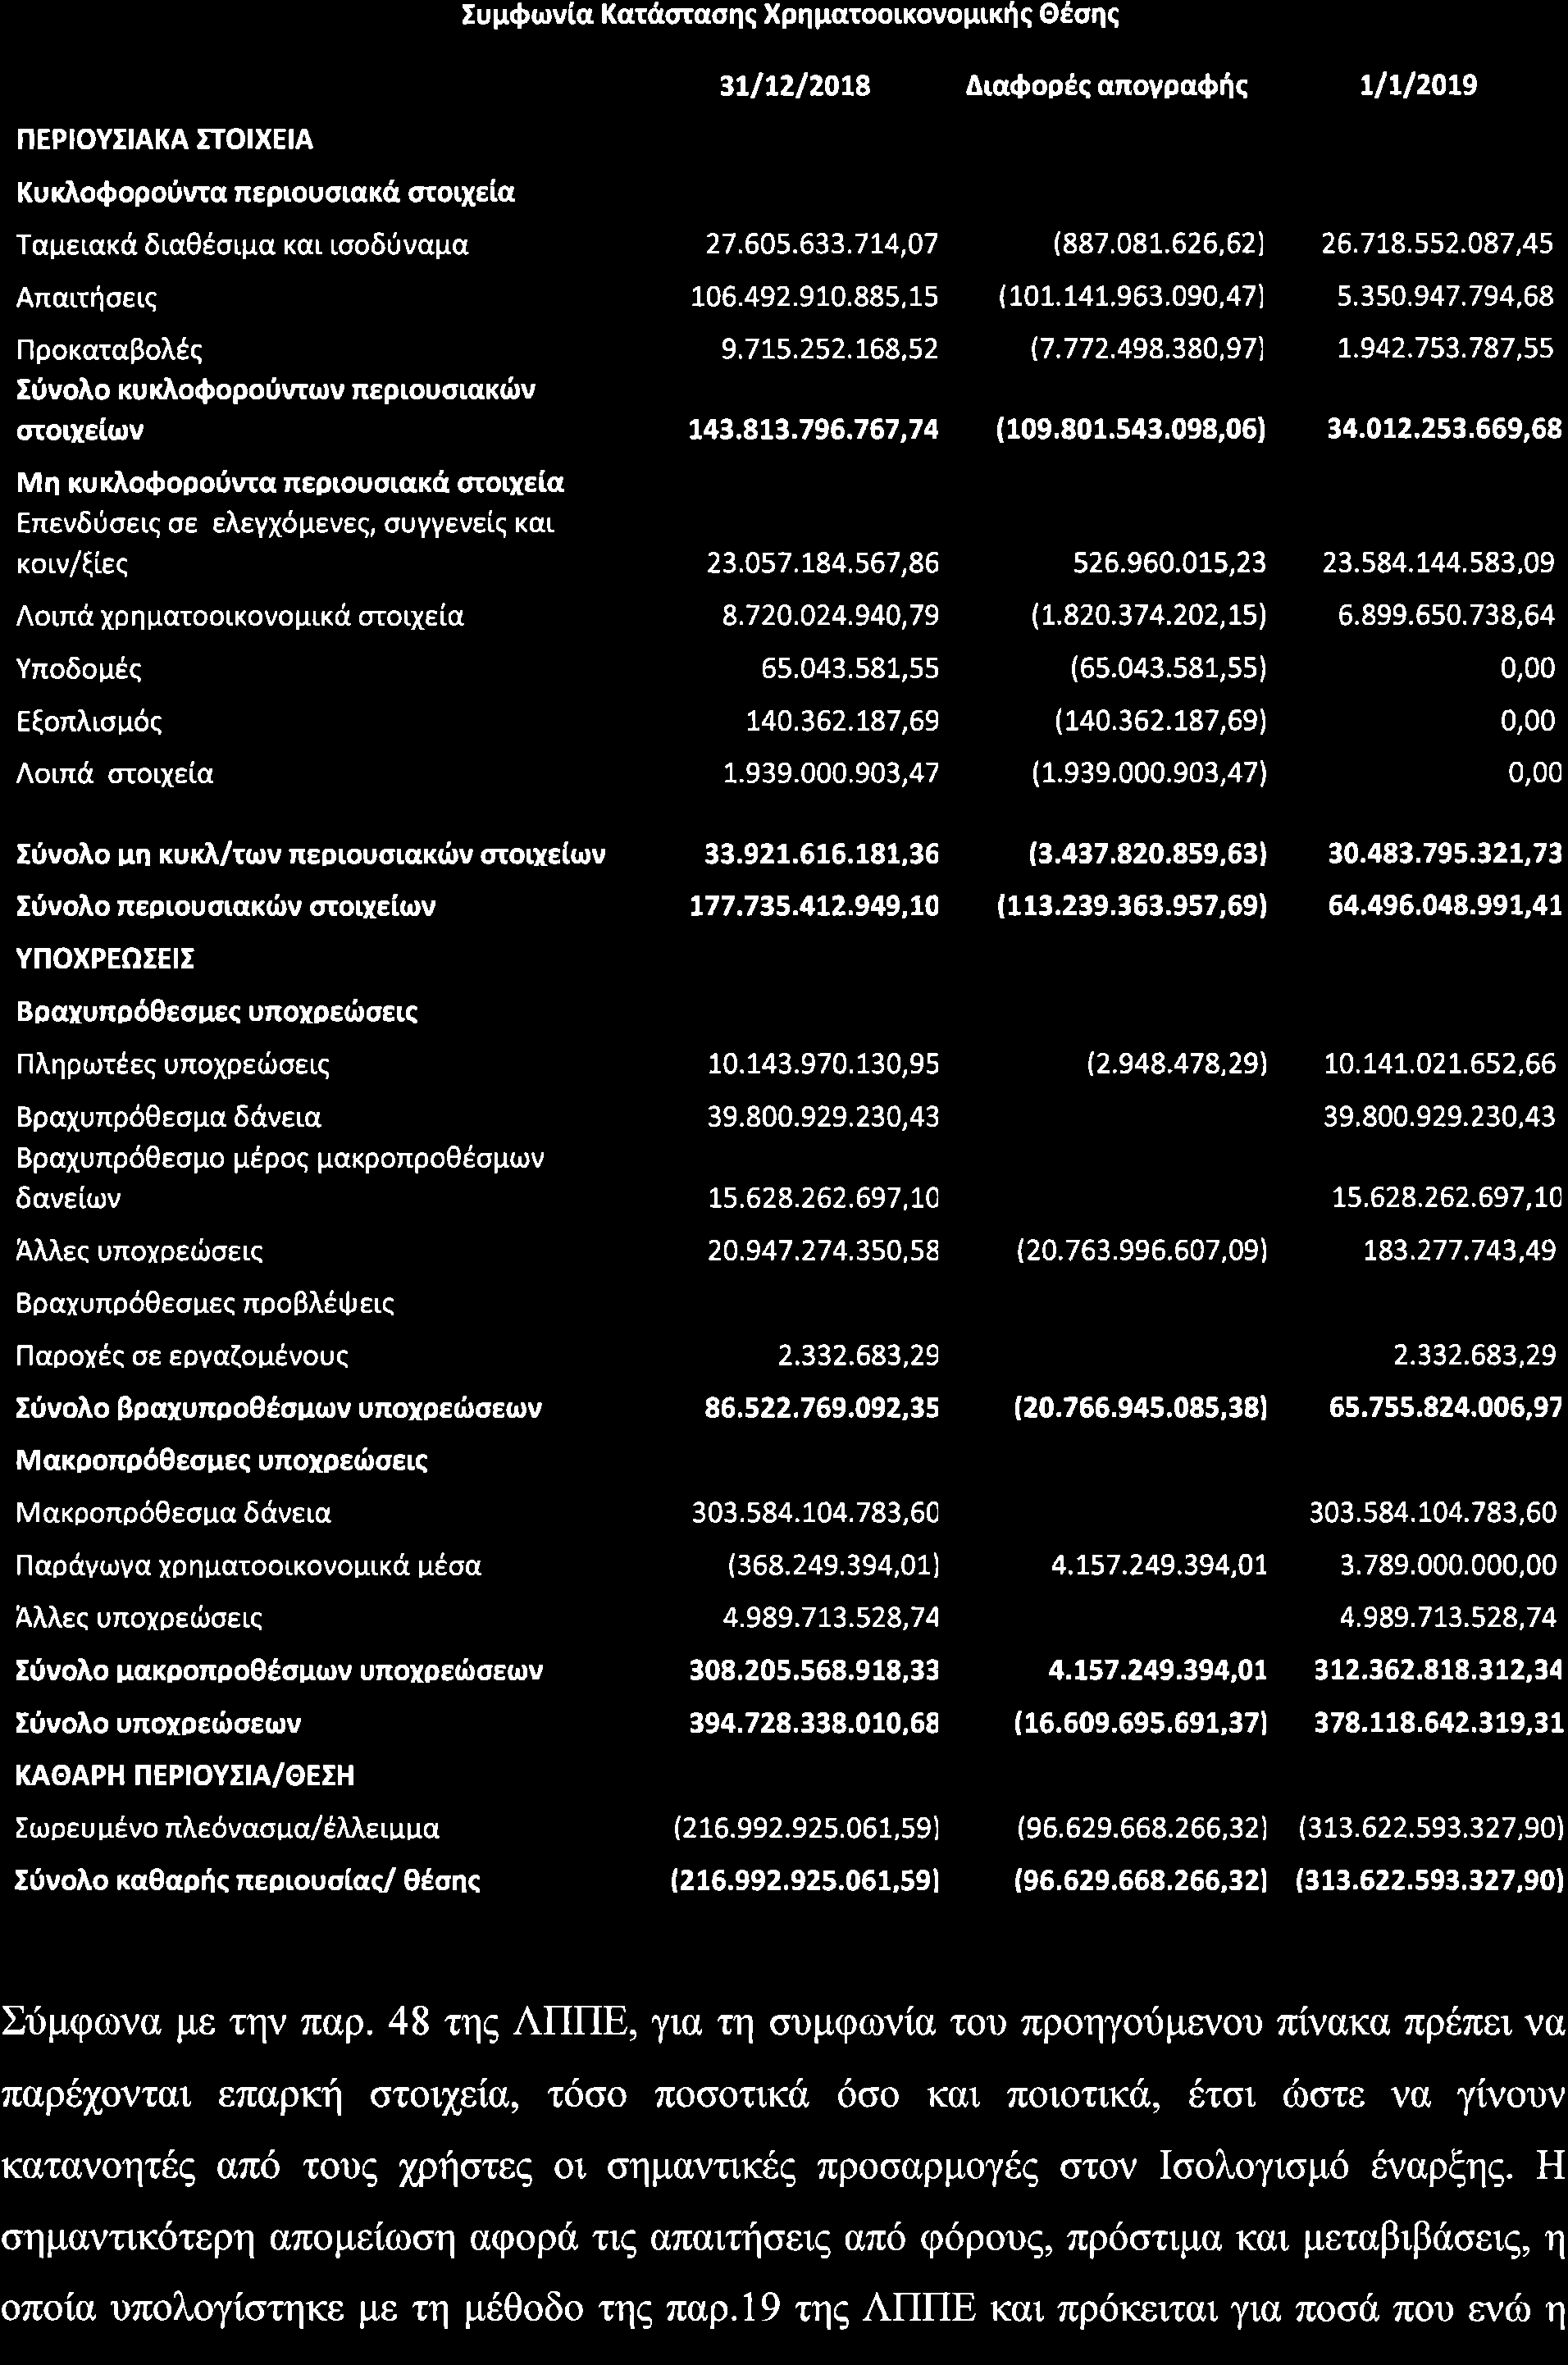 Συμφωνία Κατάστασης Χρηματοοικονομικής Θέσης
31/12/2018 Διαφορές απογραφής 1/1/2019
ΠΕΡΙΟΥΣΙΑΚΑ ΣΤΟΙΧΕΙΑ
Κυκλοφορούντα περιουσιακά στοιχεία
Ταμειακά διαθέσιμα και ισοδύναμα 27.605.633.714,07 (887.081.626,62) 26.718.552.087,45
Απαιτήσεις 106.492.910.885,15 (101.141.963.090,47) 5.350.947.794,68
Προκαταβολές 9.715.252.168,52 (7.772.498.380,97) 1.942.753.787,55
Σύνολο κυκλοφορούντων περιουσιακών
στοιχείων 143.813.796.767,74 (109.801.543.098,06) 34.012.253.669,68
Μη κυκλοφορούντα περιουσιακά στοιχεία
Επενδύσεις σε ελεγχόμενες, συγγενείς και
κοιν/ξίες 23.057.184.567,86 526.960.015,23 23.584.144.583,09
Λοιπά χρηματοοικονομικά στοιχεία 8.720.024.940,79 (1.820.374.202,15) 6.899.650.738,64
Υποδομές 65.043.581,55 (65.043.581,55) 0,00
Εξοπλισμός 140.362.187,69 (140.362.187,69) 0,00
Λοιπά στοιχεία 1.939.000.903,47 (1.939.000.903,47) 0,00
Σύνολο μη κυκλ/των περιουσιακών στοιχείων 33.921.616.181,36 (3.437.820.859,63) 30.483.795.321,73
Σύνολο περιουσιακών στοιχείων 177.735.412.949,10 (113.239.363.957,69) 64.496.048.991,41
ΥΠΟΧΡΕΩΣΕΙΣ
Βραχυπρόθεσμες υποχρεώσεις
Πληρωτέες υποχρεώσεις 10.143.970.130,95 (2.948.478,29) 10.141.021.652,66
Βραχυπρόθεσμα δάνεια 39.800.929.230,43 39.800.929.230,43
Βραχυπρόθεσμο μέρος μακροπροθέσμων
δανείων 15.628.262.697,10 15.628.262.697,10
Άλλες υποχρεώσεις 20.947.274.350,58 (20.763.996.607,09) 183.277.743,49
Βραχυπρόθεσμες προβλέψεις
Παροχές σε εργαζομένους 2.332.683,29 2.332.683,29
Σύνολο βραχυπροθέσμων υποχρεώσεων 86.522.769.092,35 (20.766.945.085,38) 65.755.824.006,97
Μακροπρόθεσμες υποχρεώσεις
Μακροπρόθεσμα δάνεια 303.584.104.783,60 303.584.104.783,60
Παράγωγα χρηματοοικονομικά μέσα (368.249.394,01) 4.157.249.394,01 3.789.000.000,00
Άλλες υποχρεώσεις 4.989.713.528,74 4.989.713.528,74
Σύνολο μακροπροθέσμων υποχρεώσεων 308.205.568.918,33 4.157.249.394,01 312.362.818.312,34
Σύνολο υποχρεώσεων 394.728.338.010,68 (16.609.695.691,37) 378.118.642.319,31
ΚΑΘΑΡΗ ΠΕΡΙΟΥΣΙΑ/ΘΕΣΗ
Σωρευμένο πλεόνασμα/έλλειμμα (216.992.925.061,59) (96.629.668.266,32) (313.622.593.327,90)
Σύνολο καθαρής περιουσίας/ θέσης (216.992.925.061,59) (96.629.668.266,32) (313.622.593.327,90)
Σύμφωνα με την παρ. 48 της ΛΠΠΕ, για τη συμφωνία του προηγούμενου πίνακα πρέπει να
παρέχονται επαρκή στοιχεία, τόσο ποσοτικά όσο και ποιοτικά, έτσι ώστε να γίνουν
κατανοητές από τους χρήστες οι σημαντικές προσαρμογές στον Ισολογισμό έναρξης. Η
σημαντικότερη απομείωση αφορά τις απαιτήσεις από φόρους, πρόστιμα και μεταβιβάσεις, η
οποία υπολογίστηκε με τη μέθοδο της παρ.19 της ΛΠΠΕ και πρόκειται για ποσά που ενώ η